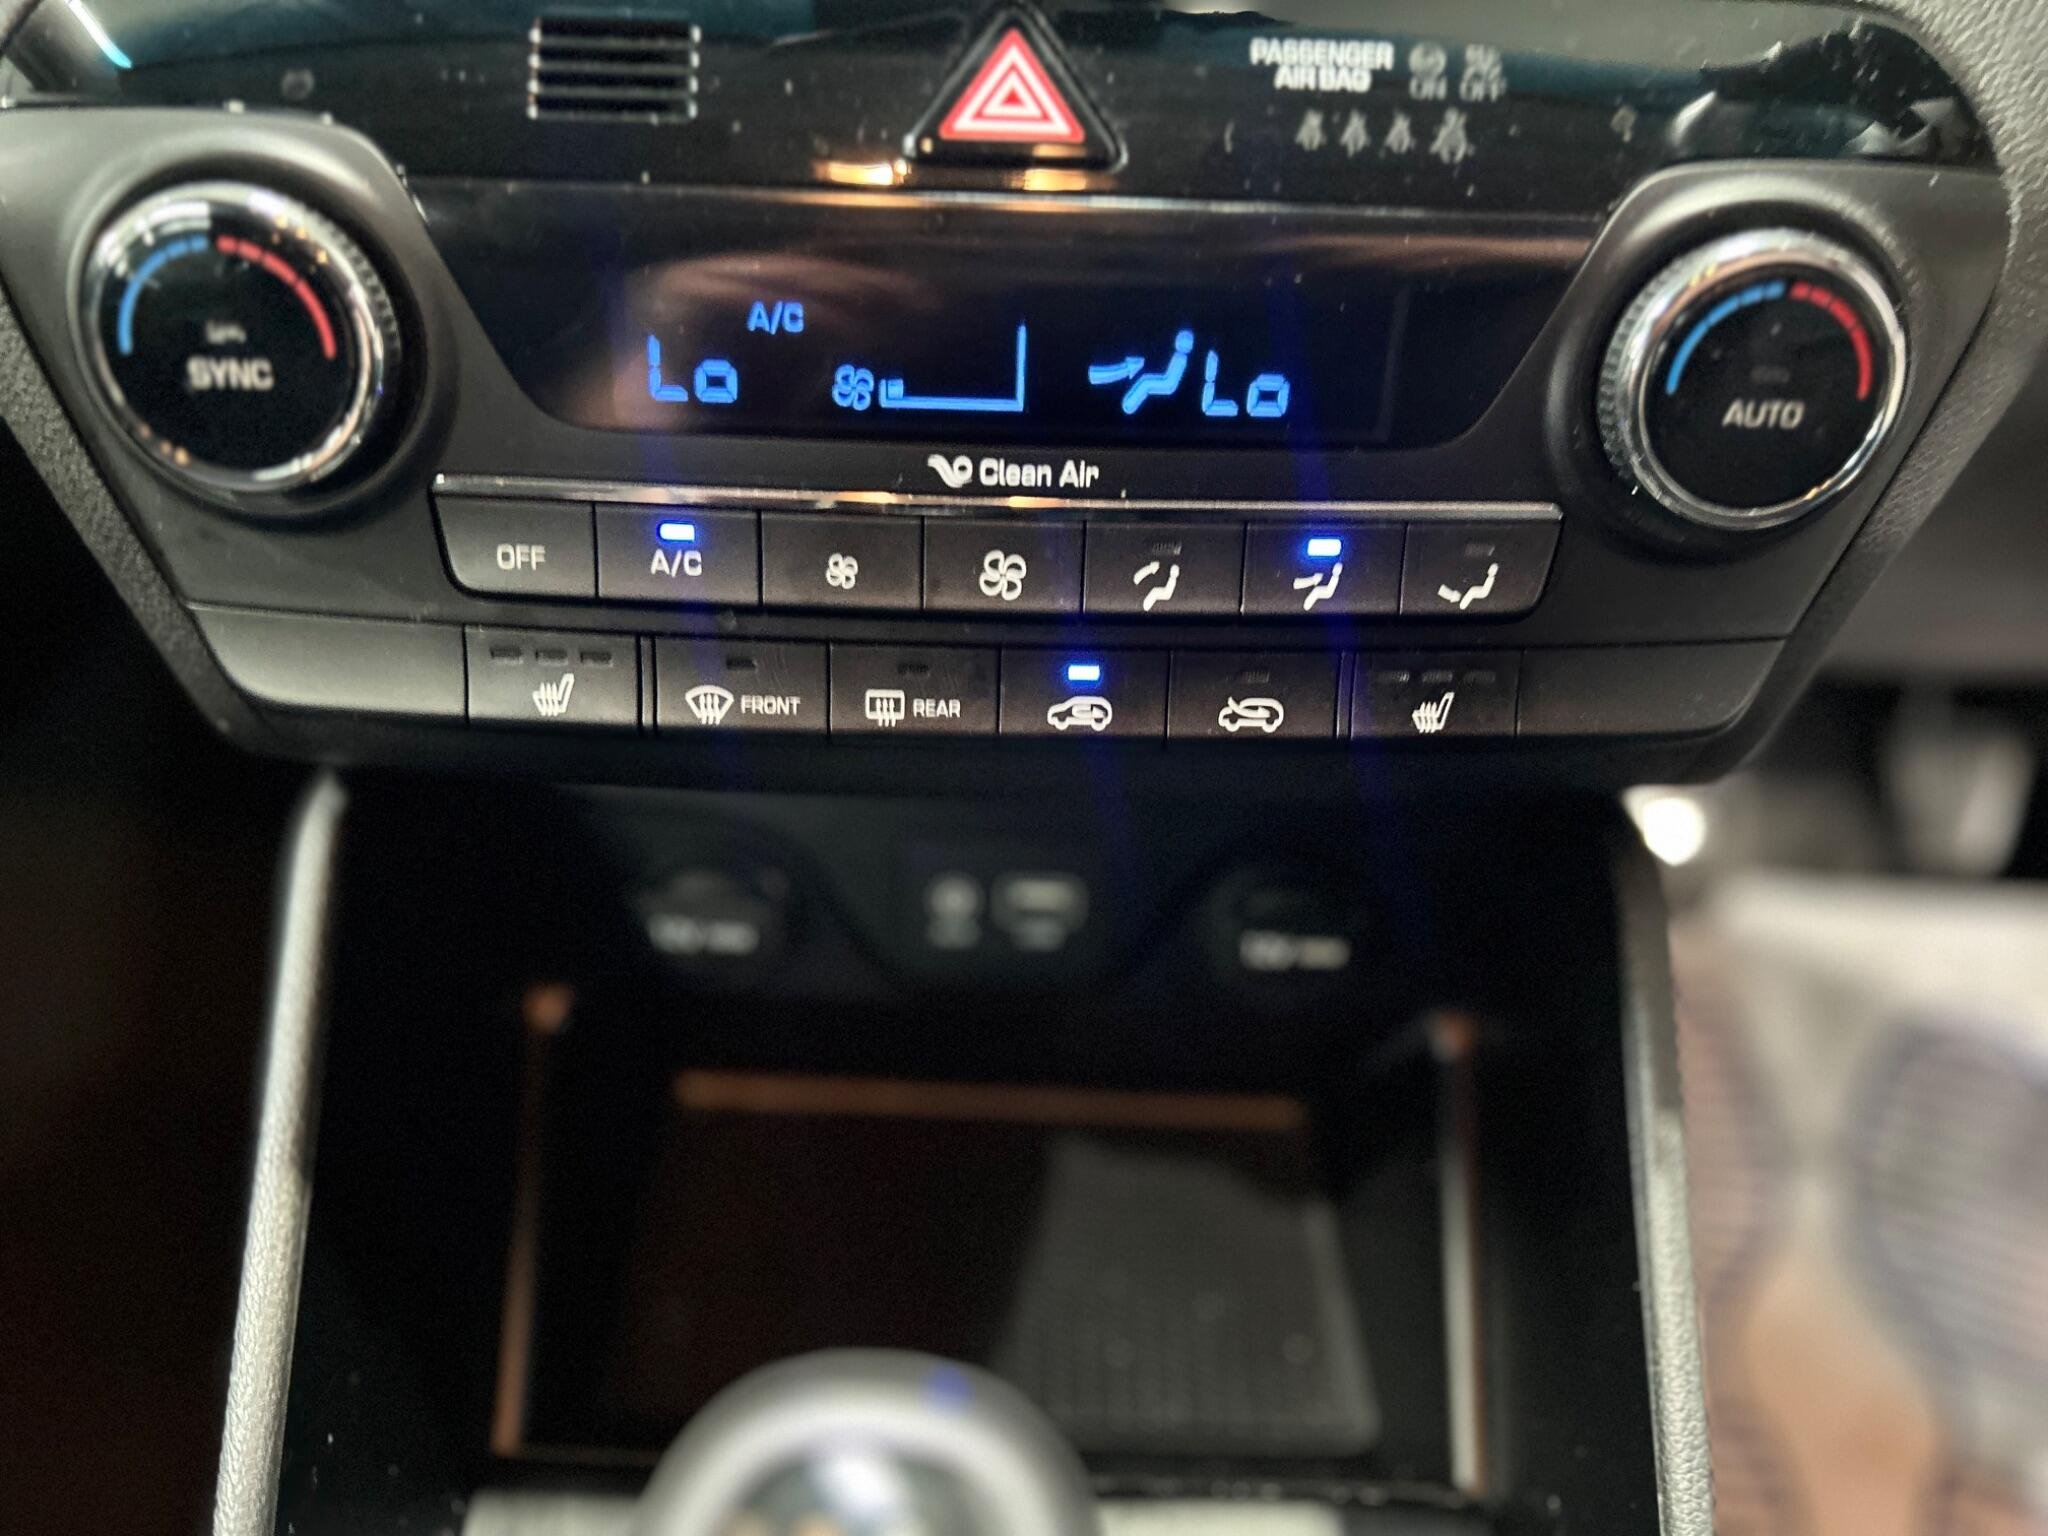 PASSENGER
AIR BAG
ON OFF
SYNC
A/C
Lo
Lo
AUTO
Clean Air
OFF
A/C
FRONT
REAR